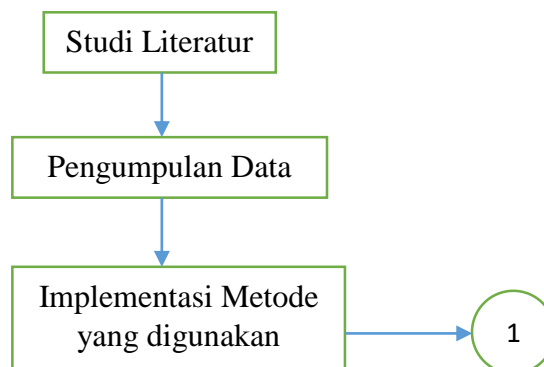 Studi Literatur
Pengumpulan Data
Implementasi Metode
yang digunakan
1